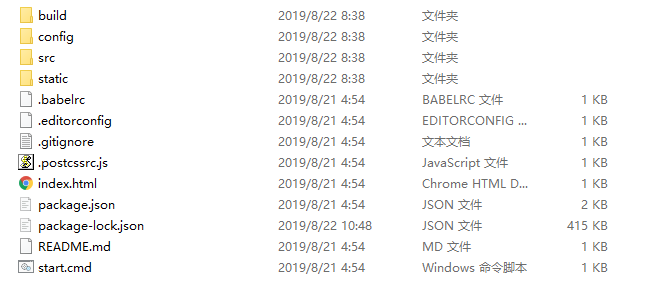 build 2019/8/22 8:38 文件夹
config 2019/8/22 8:38 文件夹
src 2019/8/22 8:38 文件夹
static 2019/8/22 8:38 文件夹
.babelrc 2019/8/21 4:54 BABELRC 文件 1 KB
.editorconfig 2019/8/21 4:54 EDITORCONFIG ... 1 KB
.gitignore 2019/8/21 4:54 文本文档 1 KB
.postcssrc.js 2019/8/21 4:54 JavaScript 文件 1 KB
index.html 2019/8/21 4:54 Chrome HTML D... 1 KB
package.json 2019/8/21 4:54 JSON 文件 2 KB
package-lock.json 2019/8/22 10:48 JSON 文件 415 KB
README.md 2019/8/21 4:54 MD 文件 1 KB
start.cmd 2019/8/21 4:54 Windows 命令脚本 1 KB